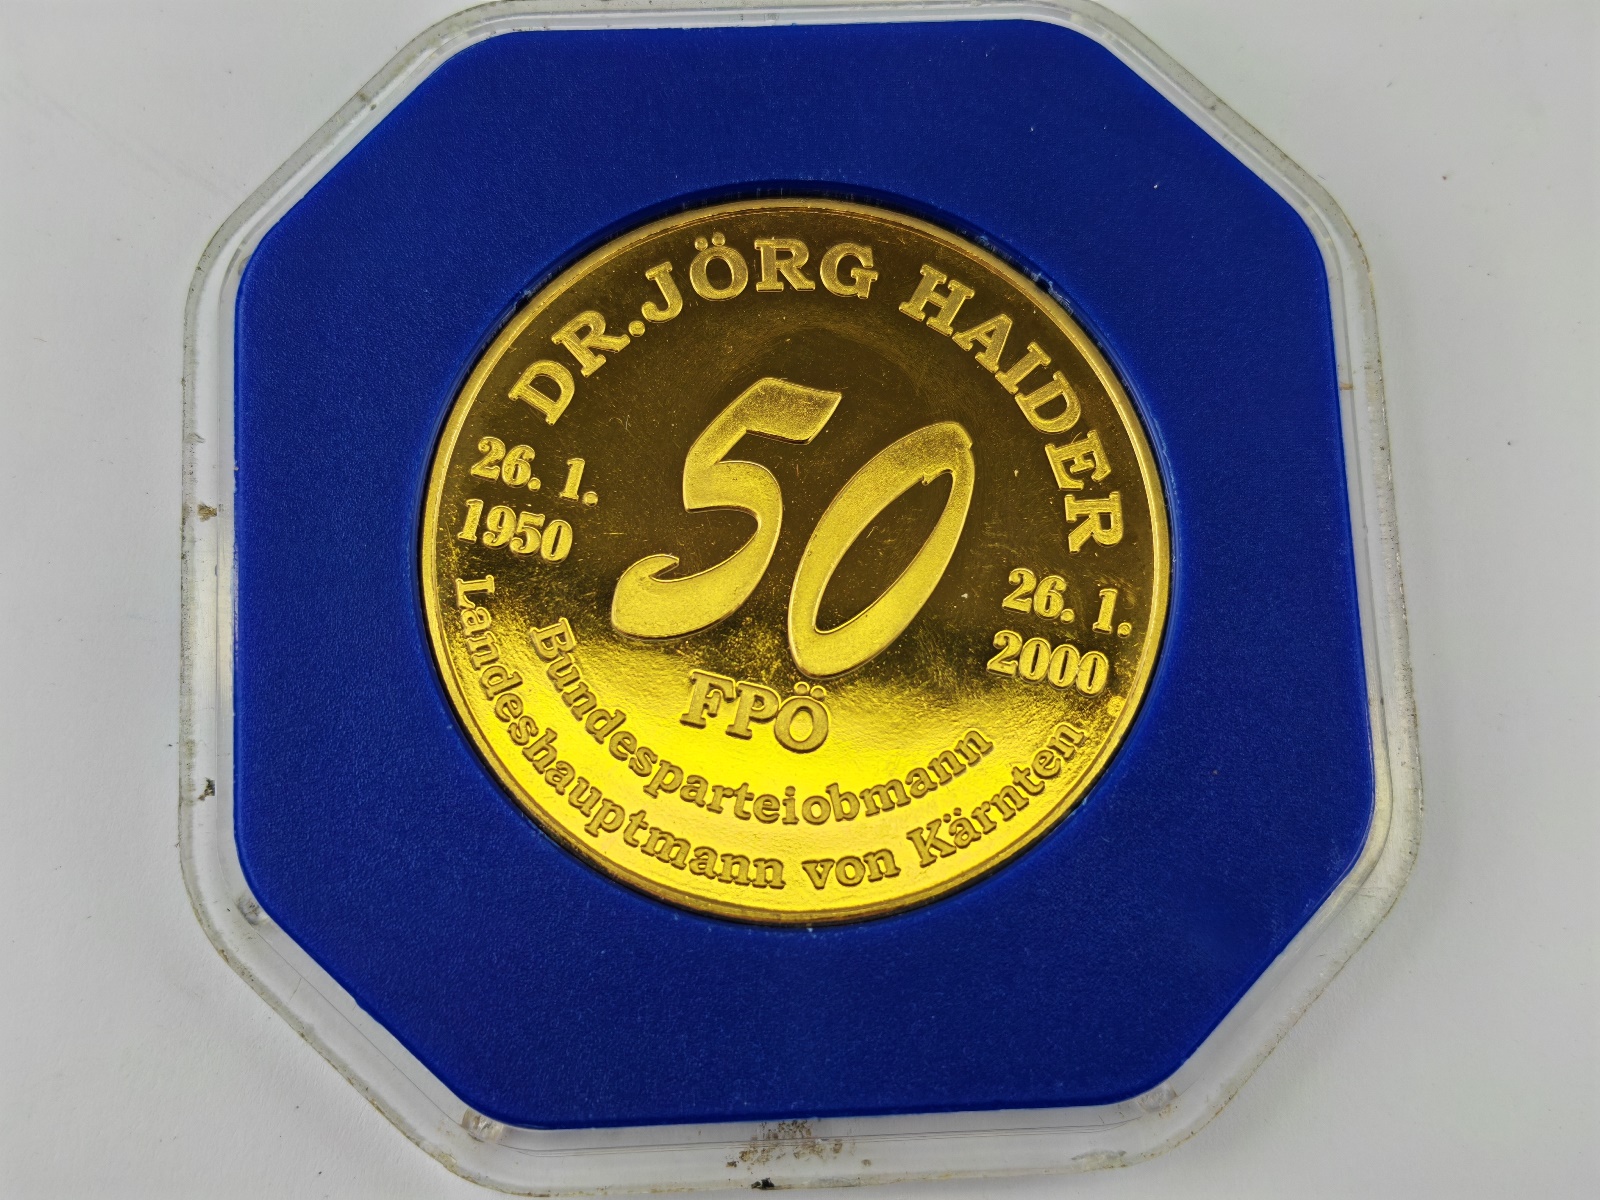 DR.JÖRG HAIDER
26. 1.
1950
50
26. 1.
2000
FPÖ
Bundesparteiobmann
Landeshauptmann von Kärnten